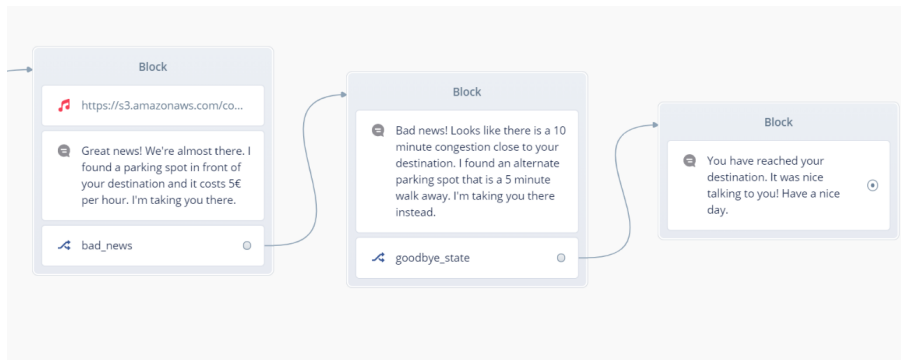 Block
https://s3.amazonaws.com/co...
Great news! We're almost there. I
found a parking spot in front of
your destination and it costs 5€
per hour. I'm taking you there.
bad_news
Block
Bad news! Looks like there is a 10
minute congestion close to your
destination. I found an alternate
parking spot that is a 5 minute
walk away. I'm taking you there
instead.
goodbye_state
Block
You have reached your
destination. It was nice
talking to you! Have a nice
day.